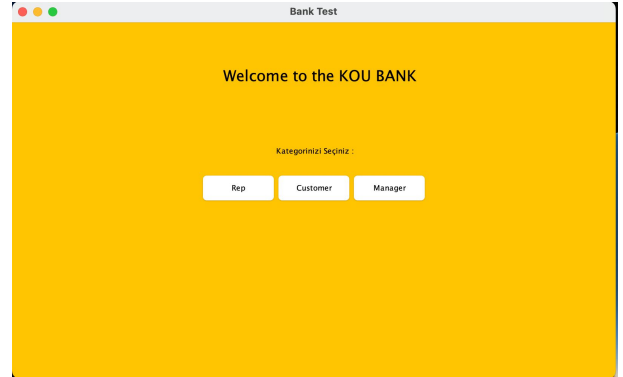 Bank Test
Welcome to the KOU BANK
Kategorinizi Seçiniz :
Rep Customer Manager